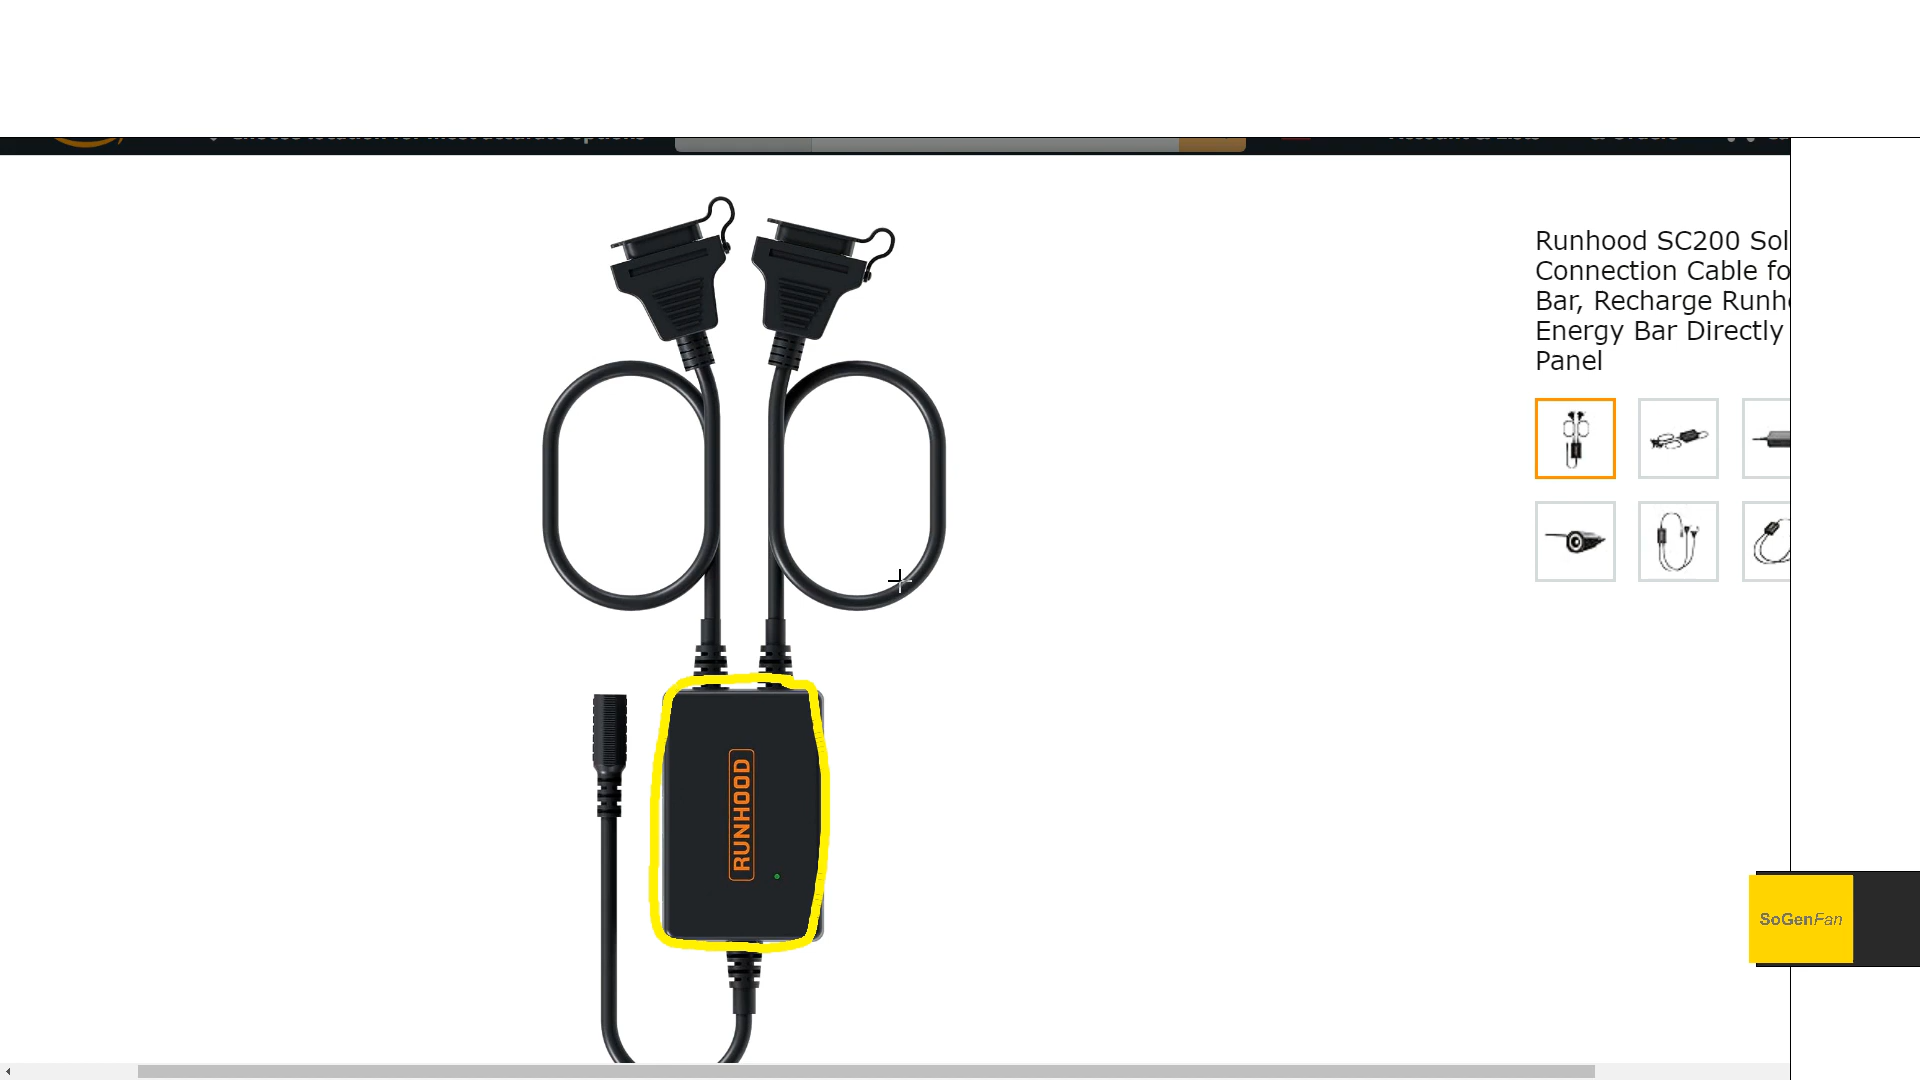 Runhood SC200 Sol
Connection Cable fo
Bar, Recharge Runh
Energy Bar Directly
Panel
RUNHOOD
SoGenFan